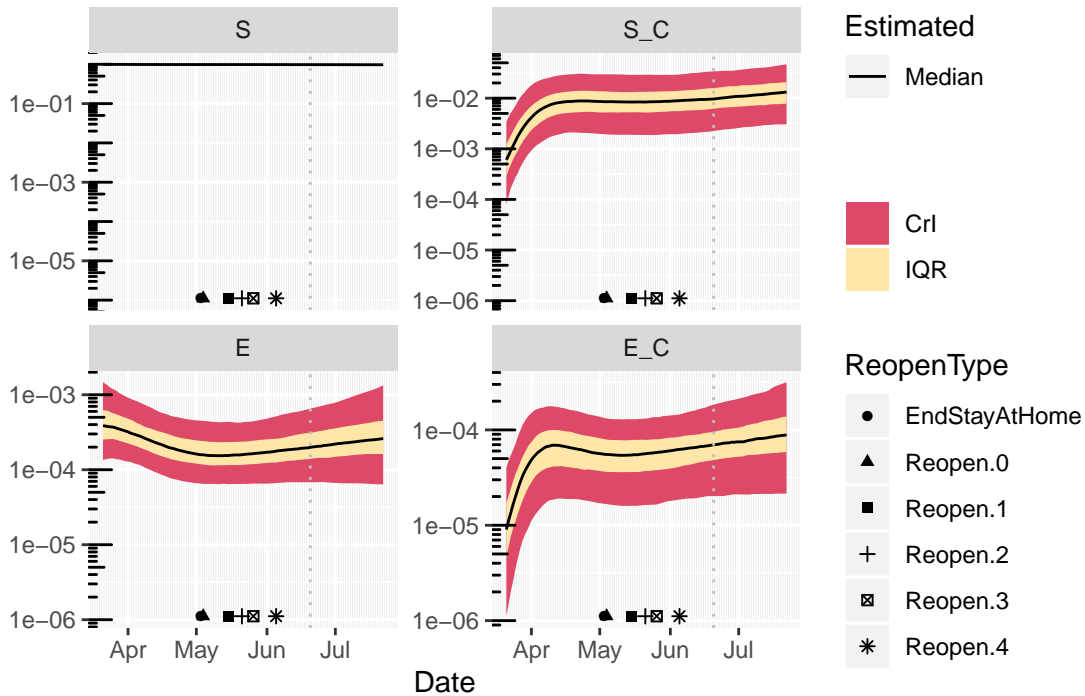 S
S_C
1e−01
1e−03
1e−05
1e−02
1e−03
1e−04
1e−05
1e−06
E
E_C
1e−03
1e−04
1e−05
1e−06
1e−04
1e−05
1e−06
Apr May Jun Jul
Apr May Jun Jul
Date
Estimated
Median
CrI
IQR
ReopenType
EndStayAtHome
Reopen.0
Reopen.1
Reopen.2
Reopen.3
Reopen.4